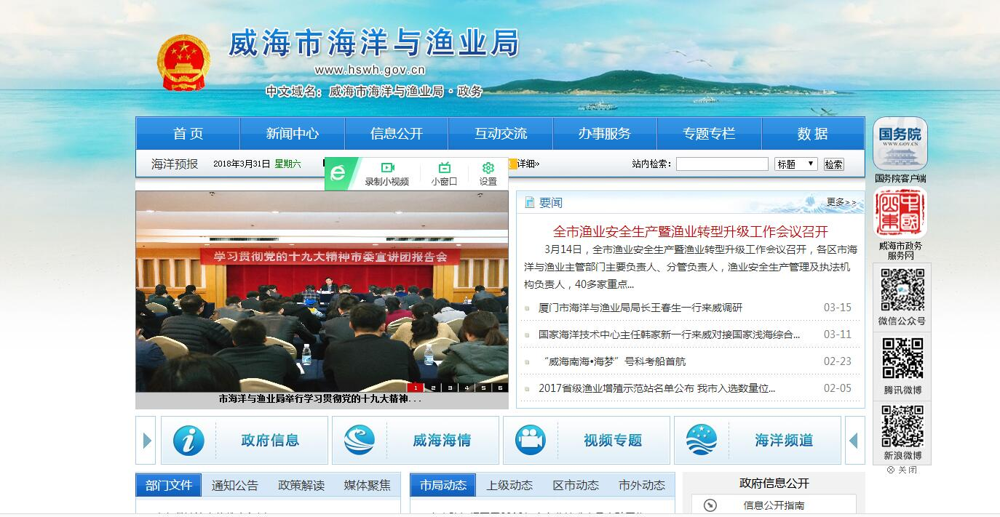 威海市海洋与渔业局
www.hswh.gov.cn
中文域名：威海市海洋与渔业局·政务
首 页 新闻中心 信息公开 互动交流 办事服务 专题专栏 数 据
海洋预报 2018年3月31日 星期六 详细» 站内检索： 标题 检索
录制小视频 小窗口 设置
国务院
WWW.GOV.CN
国务院客户端
威海市政务
服务网
微信公众号
腾讯微博
新浪微博
关闭
学习贯彻党的十九大精神市委宣讲团报告会
1 2 3 4 5 6
市海洋与渔业局举行学习贯彻党的十九大精神...
要闻 更多>>
全市渔业安全生产暨渔业转型升级工作会议召开
3月14日，全市渔业安全生产暨渔业转型升级工作会议召开，各区市海
洋与渔业主管部门主要负责人、分管负责人，渔业安全生产管理及执法机
构负责人，40多家重点...
厦门市海洋与渔业局局长王春生一行来威调研 03-15
国家海洋技术中心主任韩家新一行来威对接国家浅海综合... 03-11
“威海南海•海梦”号科考船首航 02-23
2017省级渔业增殖示范站名单公布 我市入选数量位... 02-05
政府信息 威海海情 视频专题 海洋频道
部门文件 通知公告 政策解读 媒体聚焦 市局动态 上级动态 区市动态 市外动态
政府信息公开
信息公开指南